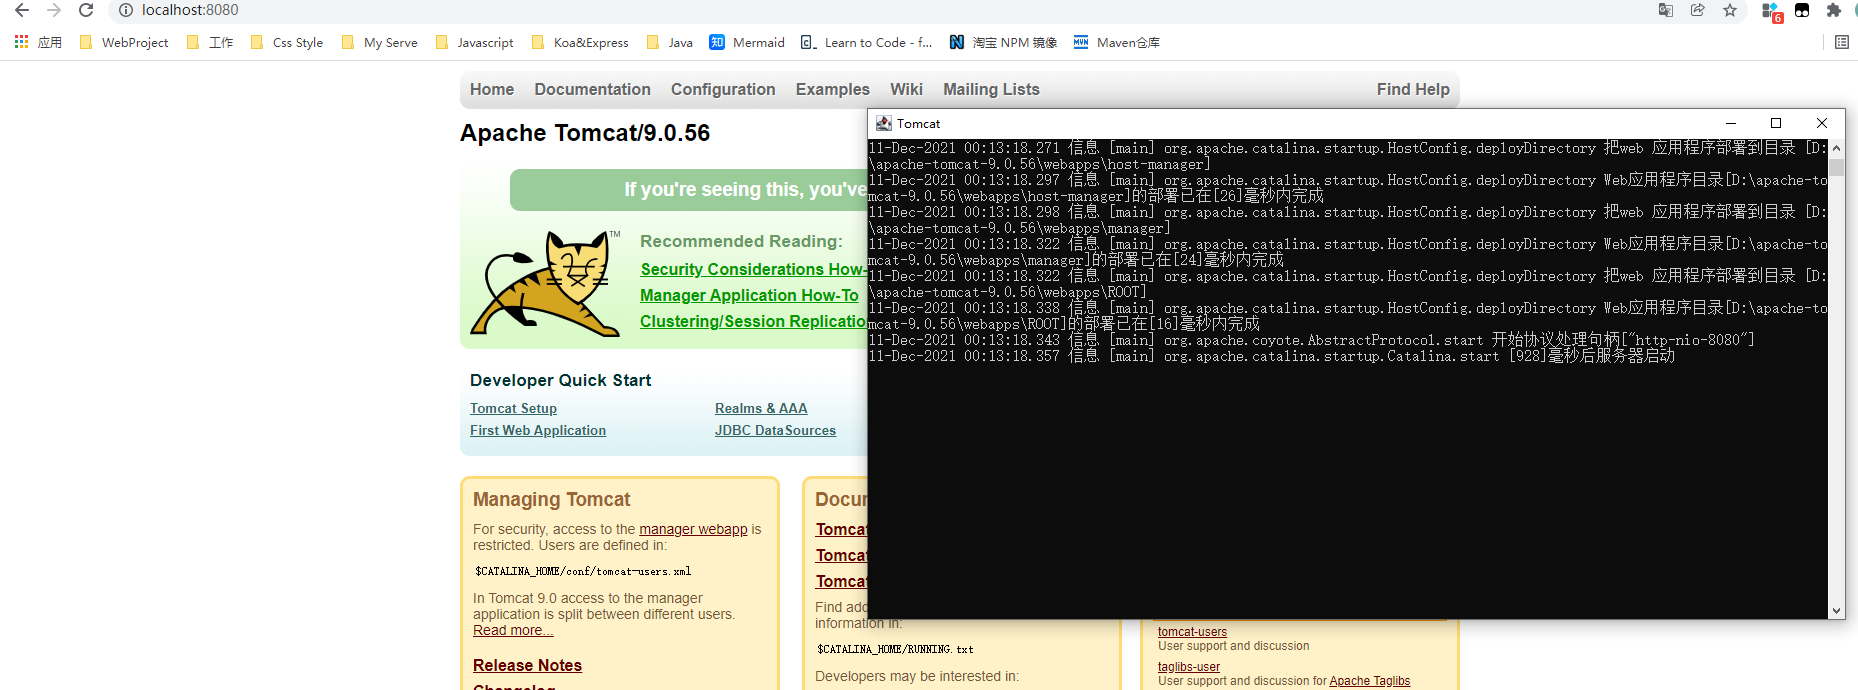 localhost:8080
6
应用 WebProject 工作 Css Style My Serve Javascript Koa&Express Java 知 Mermaid Learn to Code - f... 淘宝 NPM 镜像 MVN Maven仓库
Home Documentation Configuration Examples Wiki Mailing Lists Find Help
Apache Tomcat/9.0.56
If you're seeing this, you've
TM
Recommended Reading:
Security Considerations How-
Manager Application How-To
Clustering/Session Replicatio
Developer Quick Start
Tomcat Setup
First Web Application
Realms & AAA
JDBC DataSources
Managing Tomcat
For security, access to the manager webapp is
restricted. Users are defined in:
$CATALINA_HOME/conf/tomcat-users.xml
In Tomcat 9.0 access to the manager
application is split between different users.
Read more...
Release Notes
Changelog
Docu
Tomca
Tomca
Tomca
Find add
information in:
$CATALINA_HOME/RUNNING.txt
Developers may be interested in:
tomcat-users
User support and discussion
taglibs-user
User support and discussion for Apache Taglibs
Tomcat
11-Dec-2021 00:13:18.271 信息 [main] org.apache.catalina.startup.HostConfig.deployDirectory 把web 应用程序部署到目录 [D:
\apache-tomcat-9.0.56\webapps\host-manager]
11-Dec-2021 00:13:18.297 信息 [main] org.apache.catalina.startup.HostConfig.deployDirectory Web应用程序目录[D:\apache-to
mcat-9.0.56\webapps\host-manager]的部署已在[26]毫秒内完成
11-Dec-2021 00:13:18.298 信息 [main] org.apache.catalina.startup.HostConfig.deployDirectory 把web 应用程序部署到目录 [D:
\apache-tomcat-9.0.56\webapps\manager]
11-Dec-2021 00:13:18.322 信息 [main] org.apache.catalina.startup.HostConfig.deployDirectory Web应用程序目录[D:\apache-to
mcat-9.0.56\webapps\manager]的部署已在[24]毫秒内完成
11-Dec-2021 00:13:18.322 信息 [main] org.apache.catalina.startup.HostConfig.deployDirectory 把web 应用程序部署到目录 [D:
\apache-tomcat-9.0.56\webapps\ROOT]
11-Dec-2021 00:13:18.338 信息 [main] org.apache.catalina.startup.HostConfig.deployDirectory Web应用程序目录[D:\apache-to
mcat-9.0.56\webapps\ROOT]的部署已在[16]毫秒内完成
11-Dec-2021 00:13:18.343 信息 [main] org.apache.coyote.AbstractProtocol.start 开始协议处理句柄["http-nio-8080"]
11-Dec-2021 00:13:18.357 信息 [main] org.apache.catalina.startup.Catalina.start [928]毫秒后服务器启动